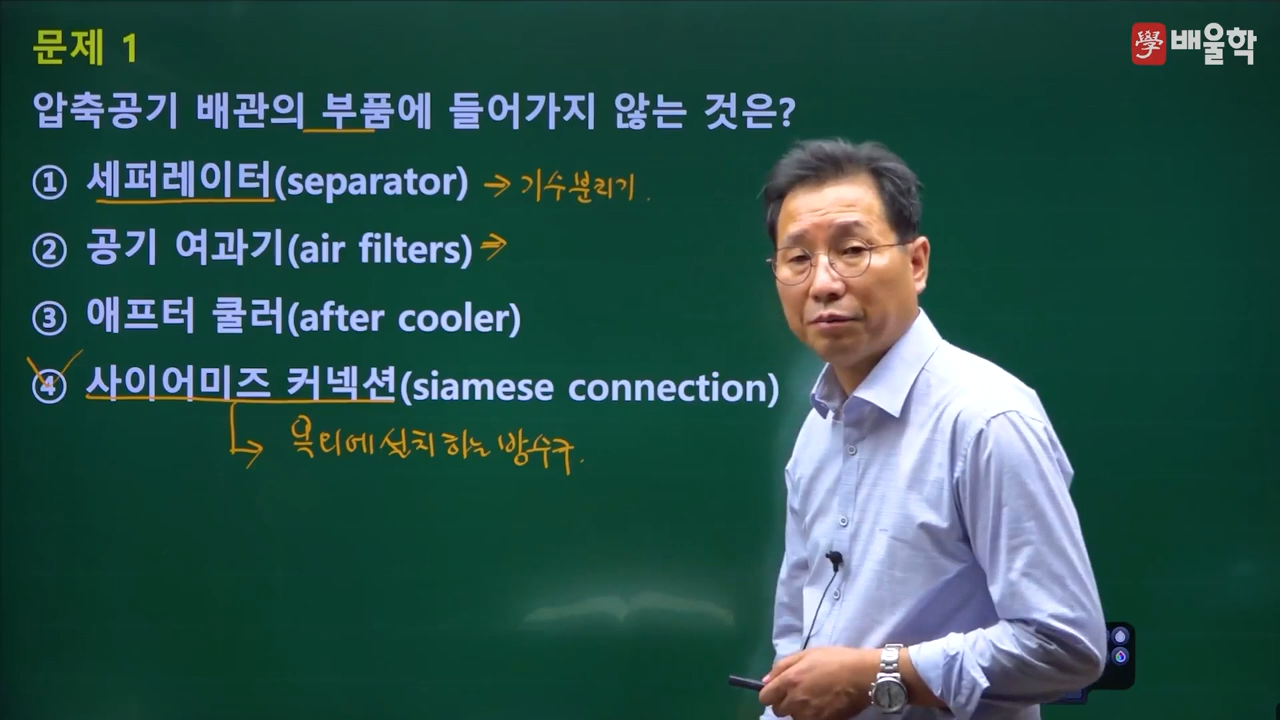 문제 1
學 배울학
압축공기 배관의 부품에 들어가지 않는 것은?
① 세퍼레이터(separator) → 기수분리기.
② 공기 여과기(air filters) →
③ 애프터 쿨러(after cooler)
④ 사이어미즈 커넥션(siamese connection)
옥외에 설치하는 방수구.